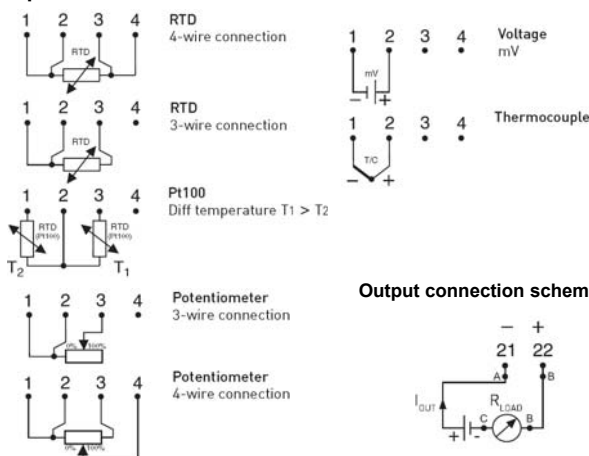 1 2 3 4
RTD
RTD
4-wire connection
1 2 3 4
RTD
RTD
3-wire connection
1 2 3 4
RTD
(Pt100)
RTD
(Pt100)
T2
T1
Pt100
Diff temperature T1 > T2
1 2 3 4
0% 100%
Potentiometer
3-wire connection
1 2 3 4
0% 100%
Potentiometer
4-wire connection
1 2 3 4
mV
− +
Voltage
mV
1 2 3 4
T/C
− +
Thermocouple
Output connection schem
− +
21 22
A B
IOUT
RLOAD
C B
+ -